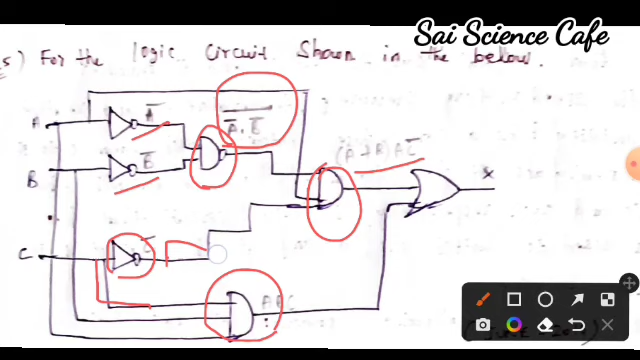 Sai Science Cafe
s) For the logic circuit shown in the below.
A̅
A̅ . B̅
A
B̅
(A+B)AC̅
B
x
C̅
C
ABC